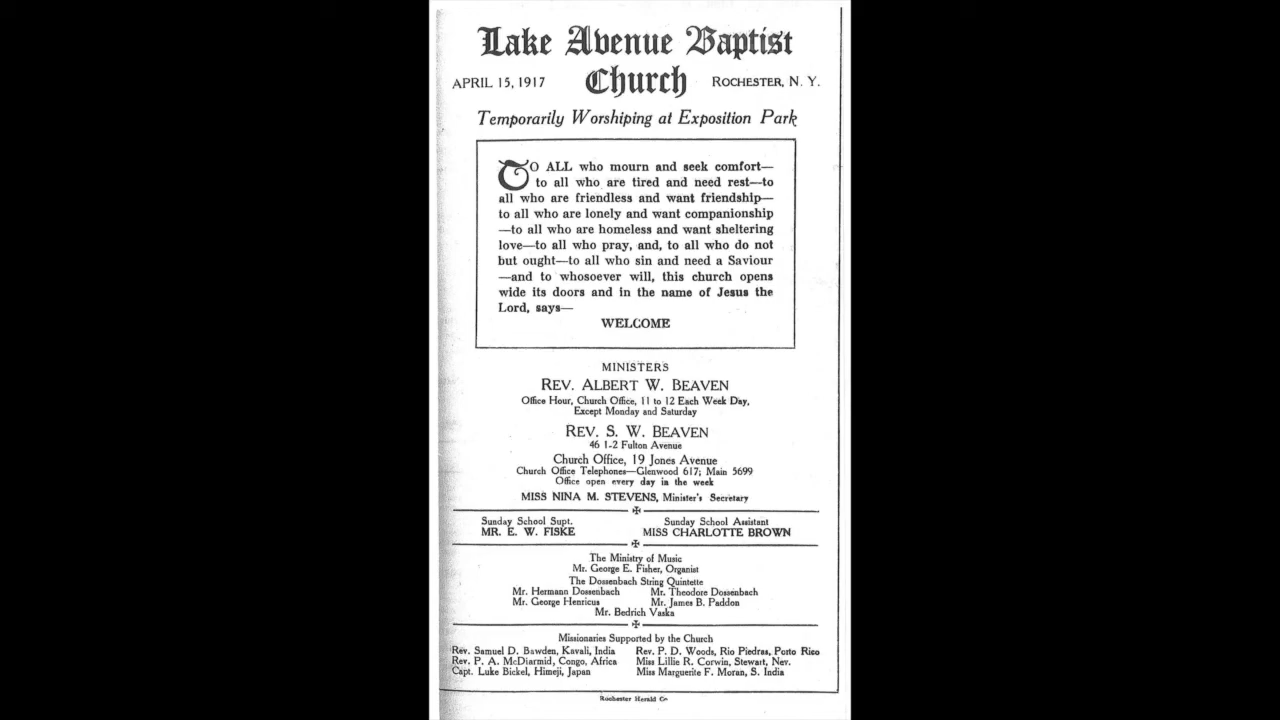 Lake Avenue Baptist
APRIL 15, 1917 Church ROCHESTER, N. Y.
Temporarily Worshiping at Exposition Park
TO ALL who mourn and seek comfort—
to all who are tired and need rest—to
all who are friendless and want friendship—
to all who are lonely and want companionship
—to all who are homeless and want sheltering
love—to all who pray, and, to all who do not
but ought—to all who sin and need a Saviour
—and to whosoever will, this church opens
wide its doors and in the name of Jesus the
Lord, says—
WELCOME
MINISTERS
REV. ALBERT W. BEAVEN
Office Hour, Church Office, 11 to 12 Each Week Day,
Except Monday and Saturday
REV. S. W. BEAVEN
46 1-2 Fulton Avenue
Church Office, 19 Jones Avenue
Church Office Telephones—Glenwood 617; Main 5699
Office open every day in the week
MISS NINA M. STEVENS, Minister's Secretary
Sunday School Supt. Sunday School Assistant
MR. E. W. FISKE MISS CHARLOTTE BROWN
The Ministry of Music
Mr. George E. Fisher, Organist
The Dossenbach String Quintette
Mr. Hermann Dossenbach Mr. Theodore Dossenbach
Mr. George Henricus Mr. James B. Paddon
Mr. Bedrich Vaska
Missionaries Supported by the Church
Rev. Samuel D. Bawden, Kavali, India Rev. P. D. Woods, Rio Piedras, Porto Rico
Rev. P. A. McDiarmid, Congo, Africa Miss Lillie R. Corwin, Stewart, Nev.
Capt. Luke Bickel, Himeji, Japan Miss Marguerite F. Moran, S. India
Rochester Herald Co